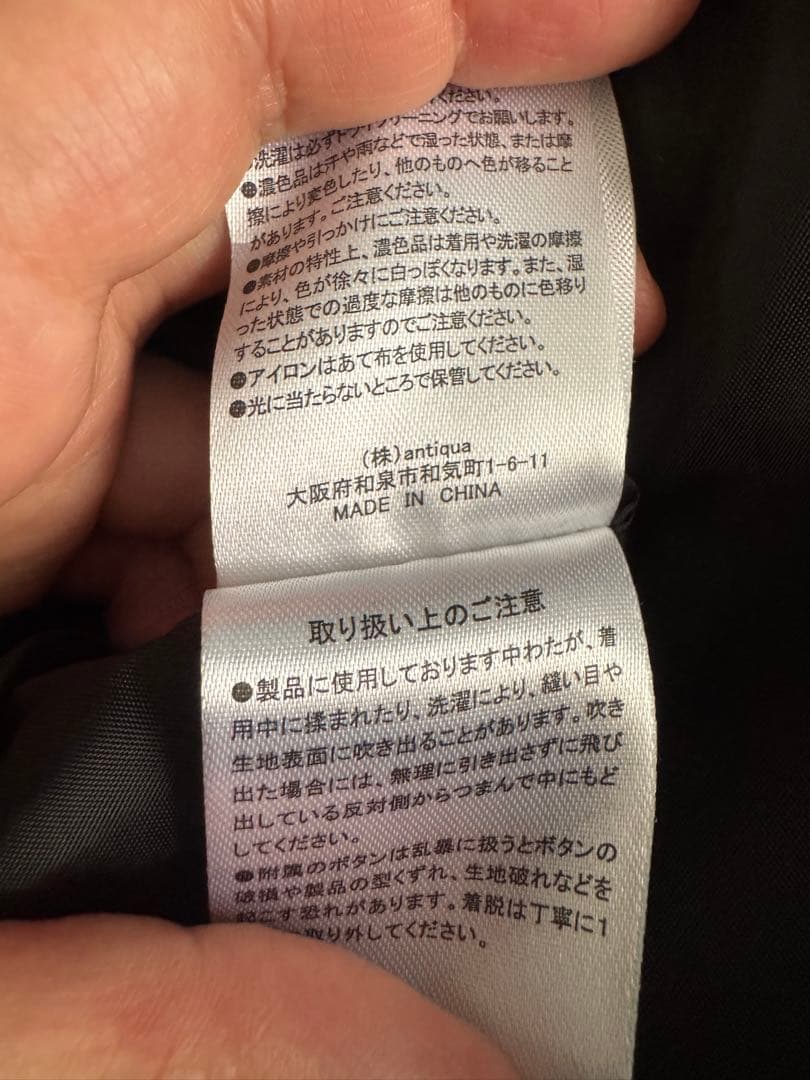 ください。
洗濯は必ずドライクリーニングでお願いします。
●濃色品は汗や雨などで湿った状態、または摩
擦により変色したり、他のものへ色が移ること
があります。ご注意ください。
●摩擦や引っかけにご注意ください。
●素材の特性上、濃色品は着用や洗濯の摩擦
により、色が徐々に白っぽくなります。また、湿
った状態での過度な摩擦は他のものに色移り
することがありますのでご注意ください。
●アイロンはあて布を使用してください。
●光に当たらないところで保管してください。
(株)antiqua
大阪府和泉市和気町1-6-11
MADE IN CHINA
取り扱い上のご注意
●製品に使用しております中わたが、着
用中に揉まれたり、洗濯により、縫い目や
生地表面に吹き出ることがあります。吹き
出た場合には、無理に引き出さずに飛び
出している反対側からつまんで中にもど
してください。
●附属のボタンは乱暴に扱うとボタンの
破損や製品の型くずれ、生地破れなどを
起こす恐れがあります。着脱は丁寧に1
取り外してください。